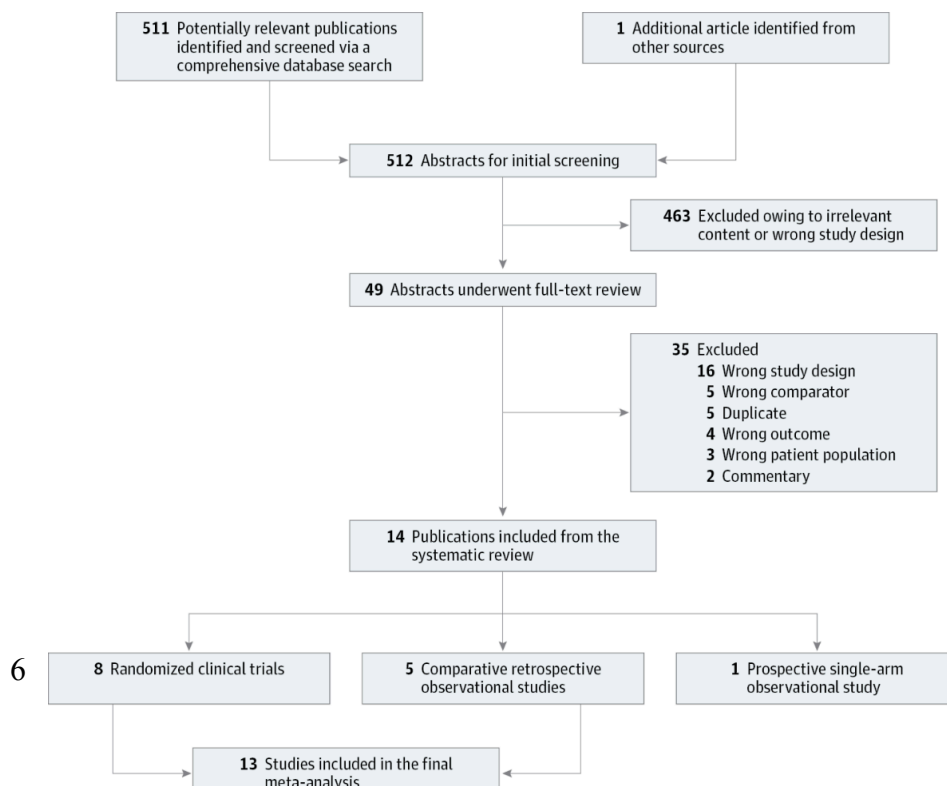 511 Potentially relevant publications
identified and screened via a
comprehensive database search
1 Additional article identified from
other sources
512 Abstracts for initial screening
463 Excluded owing to irrelevant
content or wrong study design
49 Abstracts underwent full-text review
35 Excluded
16 Wrong study design
5 Wrong comparator
5 Duplicate
4 Wrong outcome
3 Wrong patient population
2 Commentary
14 Publications included from the
systematic review
6
8 Randomized clinical trials
5 Comparative retrospective
observational studies
1 Prospective single-arm
observational study
13 Studies included in the final
meta-analysis